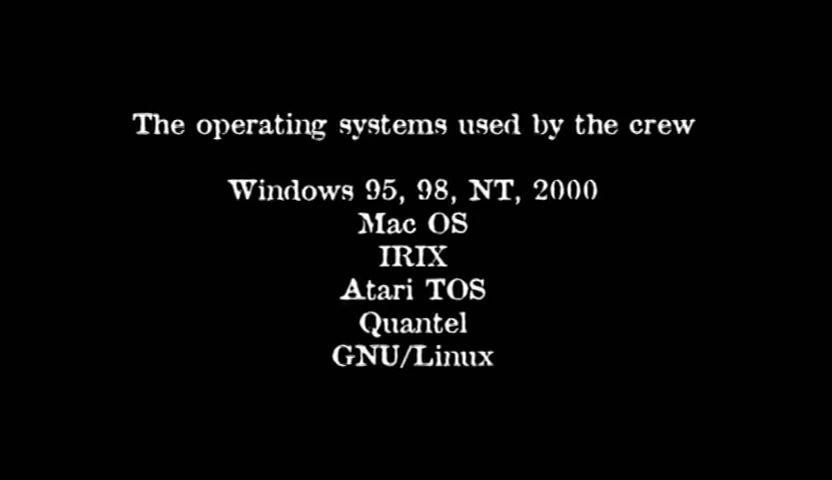 The operating systems used by the crew
Windows 95, 98, NT, 2000
Mac OS
IRIX
Atari TOS
Quantel
GNU/Linux